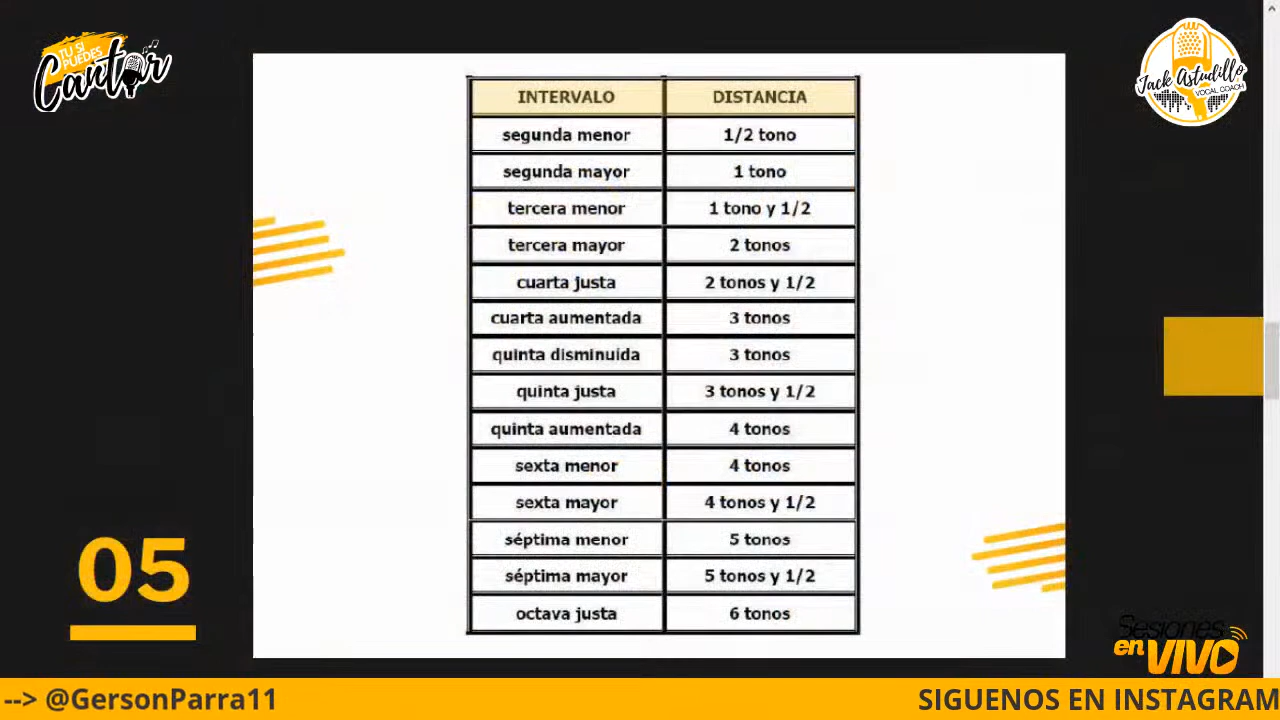 TU SÍ
PUEDES
Cantar
Jack Astudillo
VOCAL COACH
INTERVALO DISTANCIA
segunda menor 1/2 tono
segunda mayor 1 tono
tercera menor 1 tono y 1/2
tercera mayor 2 tonos
cuarta justa 2 tonos y 1/2
cuarta aumentada 3 tonos
quinta disminuida 3 tonos
quinta justa 3 tonos y 1/2
quinta aumentada 4 tonos
sexta menor 4 tonos
sexta mayor 4 tonos y 1/2
séptima menor 5 tonos
séptima mayor 5 tonos y 1/2
octava justa 6 tonos
05
Sesiones
en VIVO
--> @GersonParra11 SIGUENOS EN INSTAGRAM